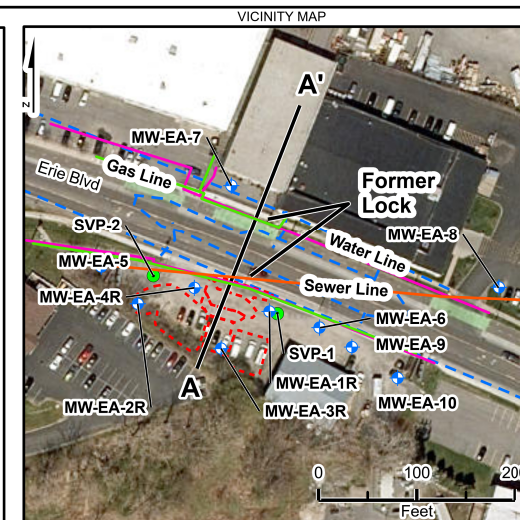 VICINITY MAP
A'
N
MW-EA-7
Erie Blvd
Gas Line
Former
Lock
SVP-2
MW-EA-8
Water Line
MW-EA-5
Sewer Line
MW-EA-4R
MW-EA-6
MW-EA-9
SVP-1
A
MW-EA-1R
MW-EA-2R
MW-EA-3R
MW-EA-10
0 100 200
Feet